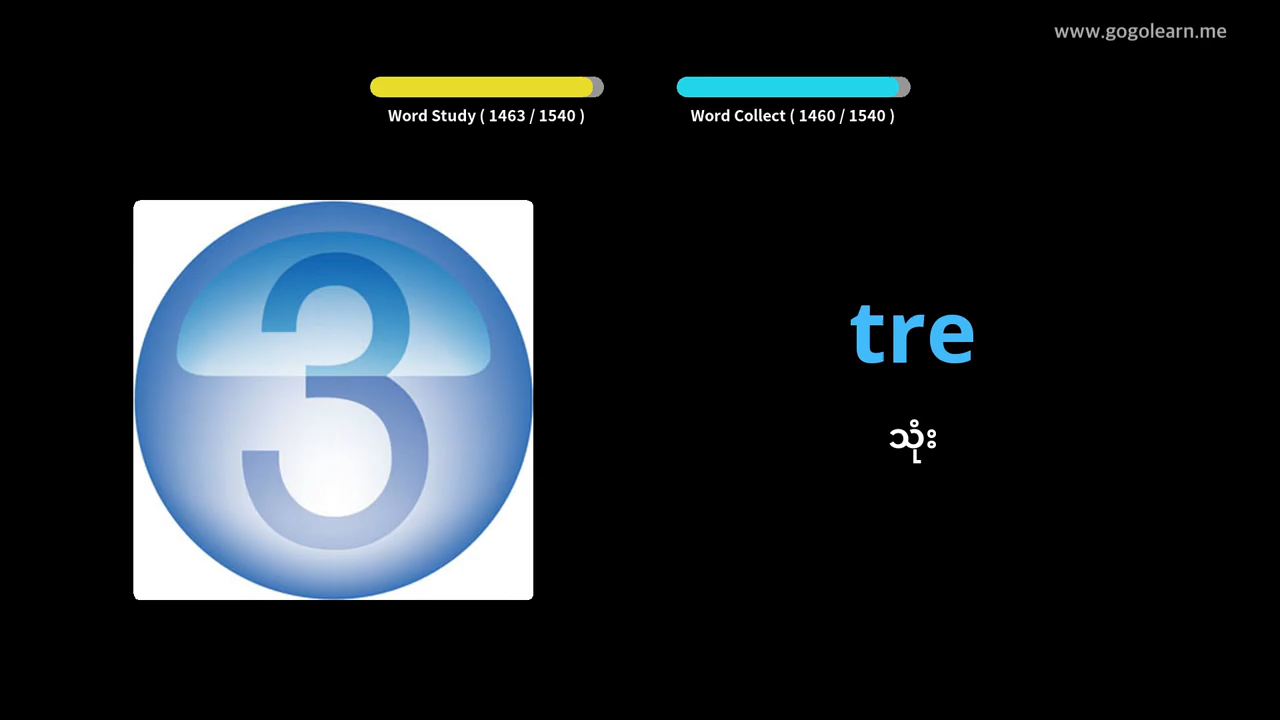 www.gogolearn.me
Word Study ( 1463 / 1540 )
Word Collect ( 1460 / 1540 )
3
tre
သုံး